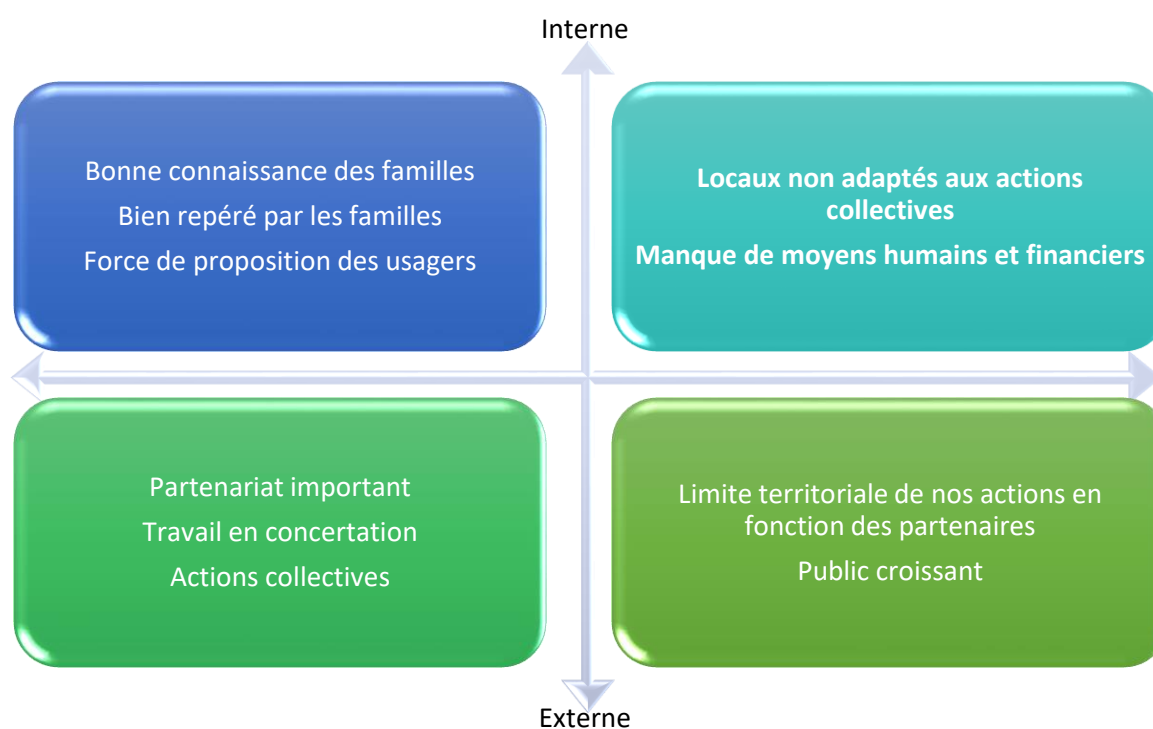 Interne
Bonne connaissance des familles
Bien repéré par les familles
Force de proposition des usagers
Locaux non adaptés aux actions
collectives
Manque de moyens humains et financiers
Partenariat important
Travail en concertation
Actions collectives
Limite territoriale de nos actions en
fonction des partenaires
Public croissant
Externe